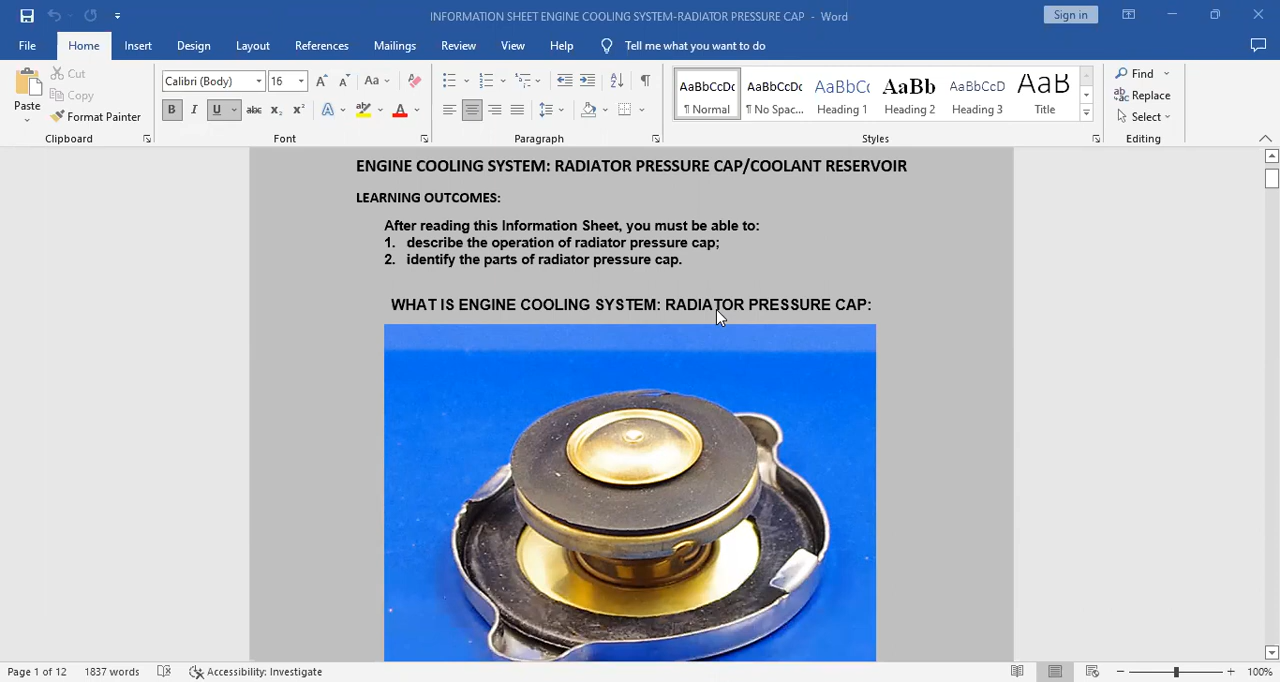 INFORMATION SHEET ENGINE COOLING SYSTEM-RADIATOR PRESSURE CAP - Word
Sign in
File Home Insert Design Layout References Mailings Review View Help Tell me what you want to do
Paste
Cut
Copy
Format Painter
Clipboard
Calibri (Body) 16
Aa
B I U abc x₂ x² A A
Font
Paragraph
AaBbCcDc AaBbCcDc AaBbC AaBb AaBbCcD AaB
¶ Normal ¶ No Spac... Heading 1 Heading 2 Heading 3 Title
Styles
Find
Replace
Select
Editing
ENGINE COOLING SYSTEM: RADIATOR PRESSURE CAP/COOLANT RESERVOIR
LEARNING OUTCOMES:
After reading this Information Sheet, you must be able to:
1. describe the operation of radiator pressure cap;
2. identify the parts of radiator pressure cap.
WHAT IS ENGINE COOLING SYSTEM: RADIATOR PRESSURE CAP:
Page 1 of 12 1837 words Accessibility: Investigate 100%